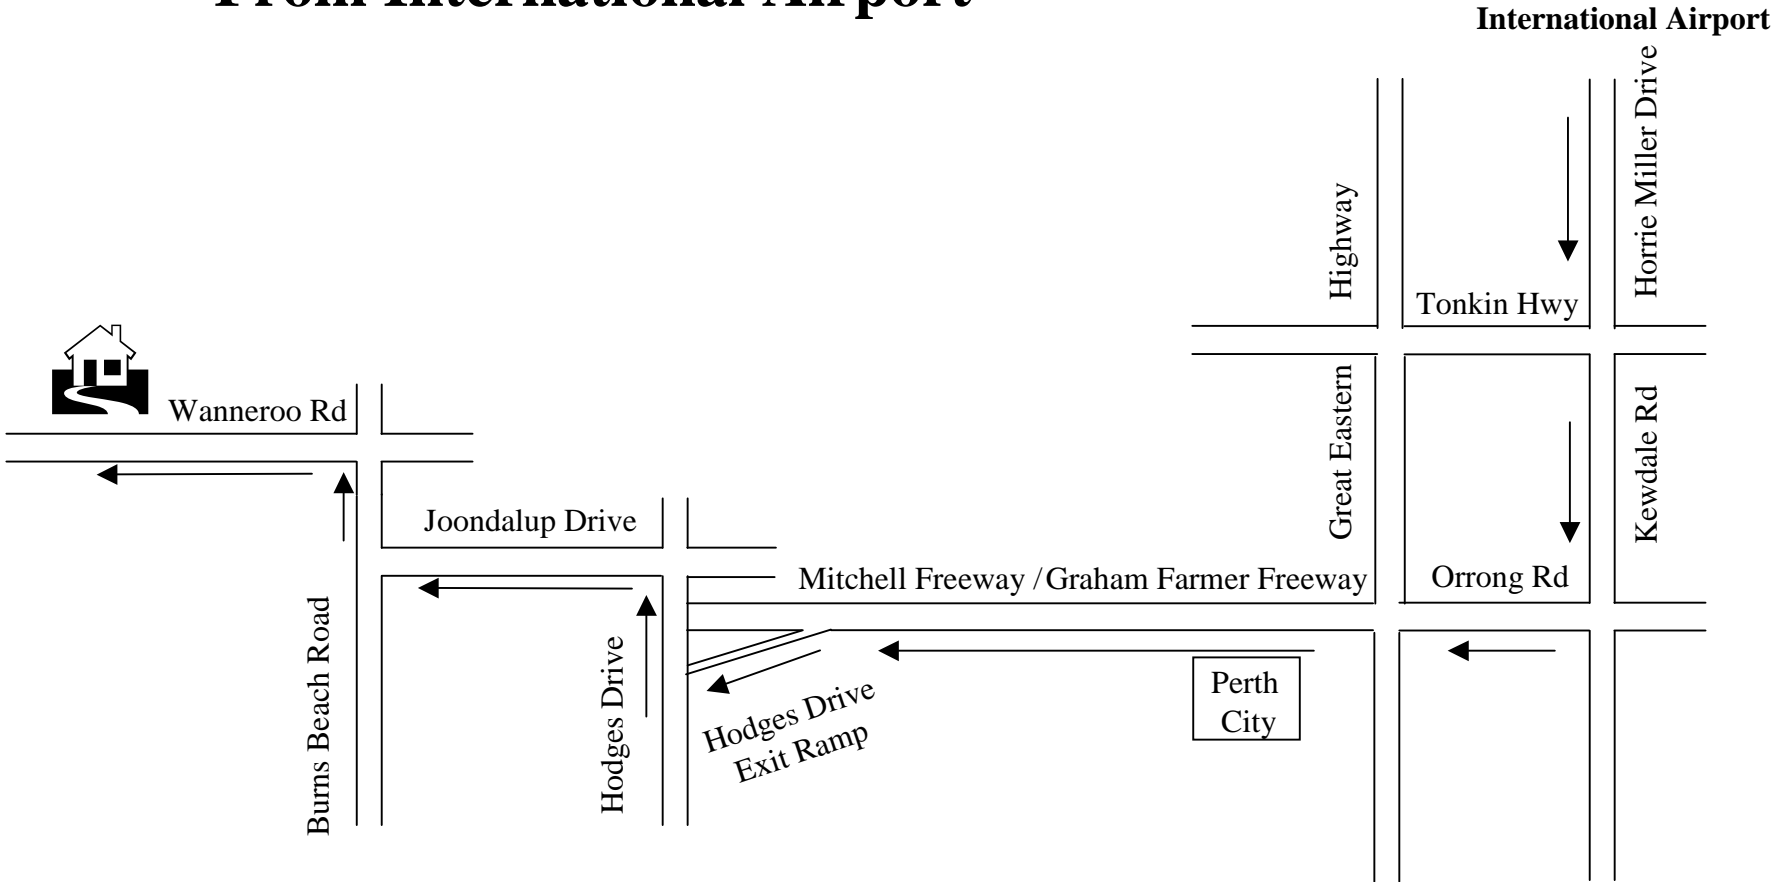 From International Airport
International Airport
Horrie Miller Drive
Highway
Tonkin Hwy
Great Eastern
Kewdale Rd
Wanneroo Rd
Joondalup Drive
Mitchell Freeway / Graham Farmer Freeway
Orrong Rd
Burns Beach Road
Hodges Drive
Hodges Drive
Exit Ramp
Perth
City